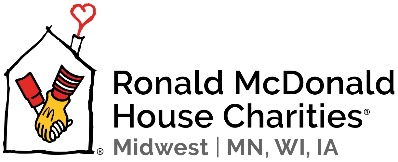 Ronald McDonald
House Charities®
Midwest | MN, WI, IA
®